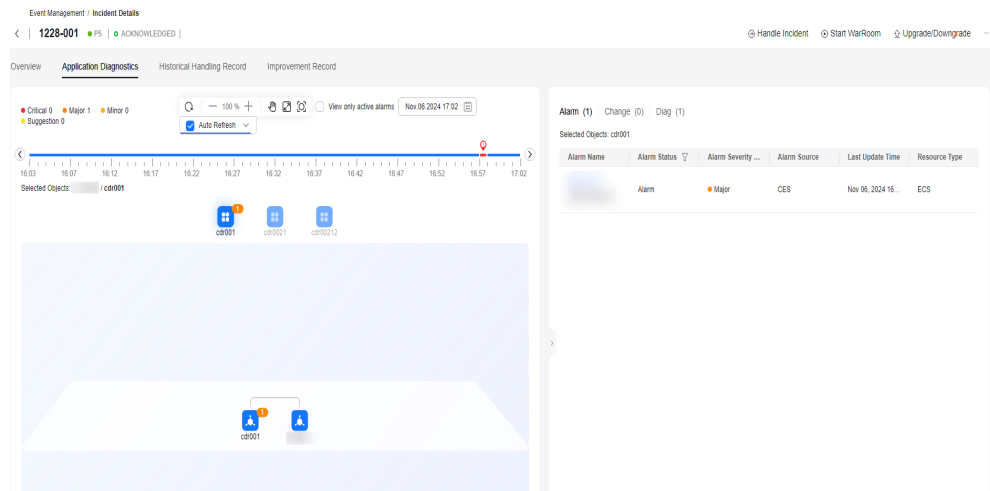 Event Management / Incident Details
1228-001 P5 | ACKNOWLEDGED |
Handle Incident Start WarRoom Upgrade/Downgrade ...
Overview Application Diagnostics Historical Handling Record Improvement Record
Critical 0 Major 1 Minor 0
Suggestion 0
100 % View only active alarms Nov.06.2024 17:02
Auto Refresh
16:03 16:07 16:12 16:17 16:22 16:27 16:32 16:37 16:42 16:47 16:52 16:57 17:02
Selected Objects: / cdr001
1
cdr001 cdr0021 cdr00212
1
cdr001
Alarm (1) Change (0) Diag (1)
Selected Objects: cdr001
Alarm Name Alarm Status Alarm Severity ... Alarm Source Last Update Time Resource Type
Alarm Major CES Nov 06, 2024 16... ECS